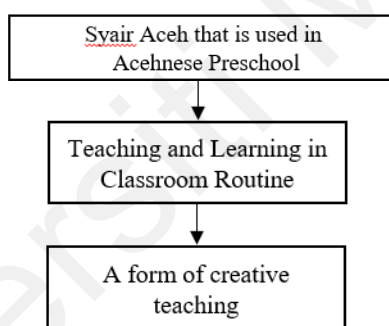 Syair Aceh that is used in
Acehnese Preschool
Teaching and Learning in
Classroom Routine
A form of creative
teaching